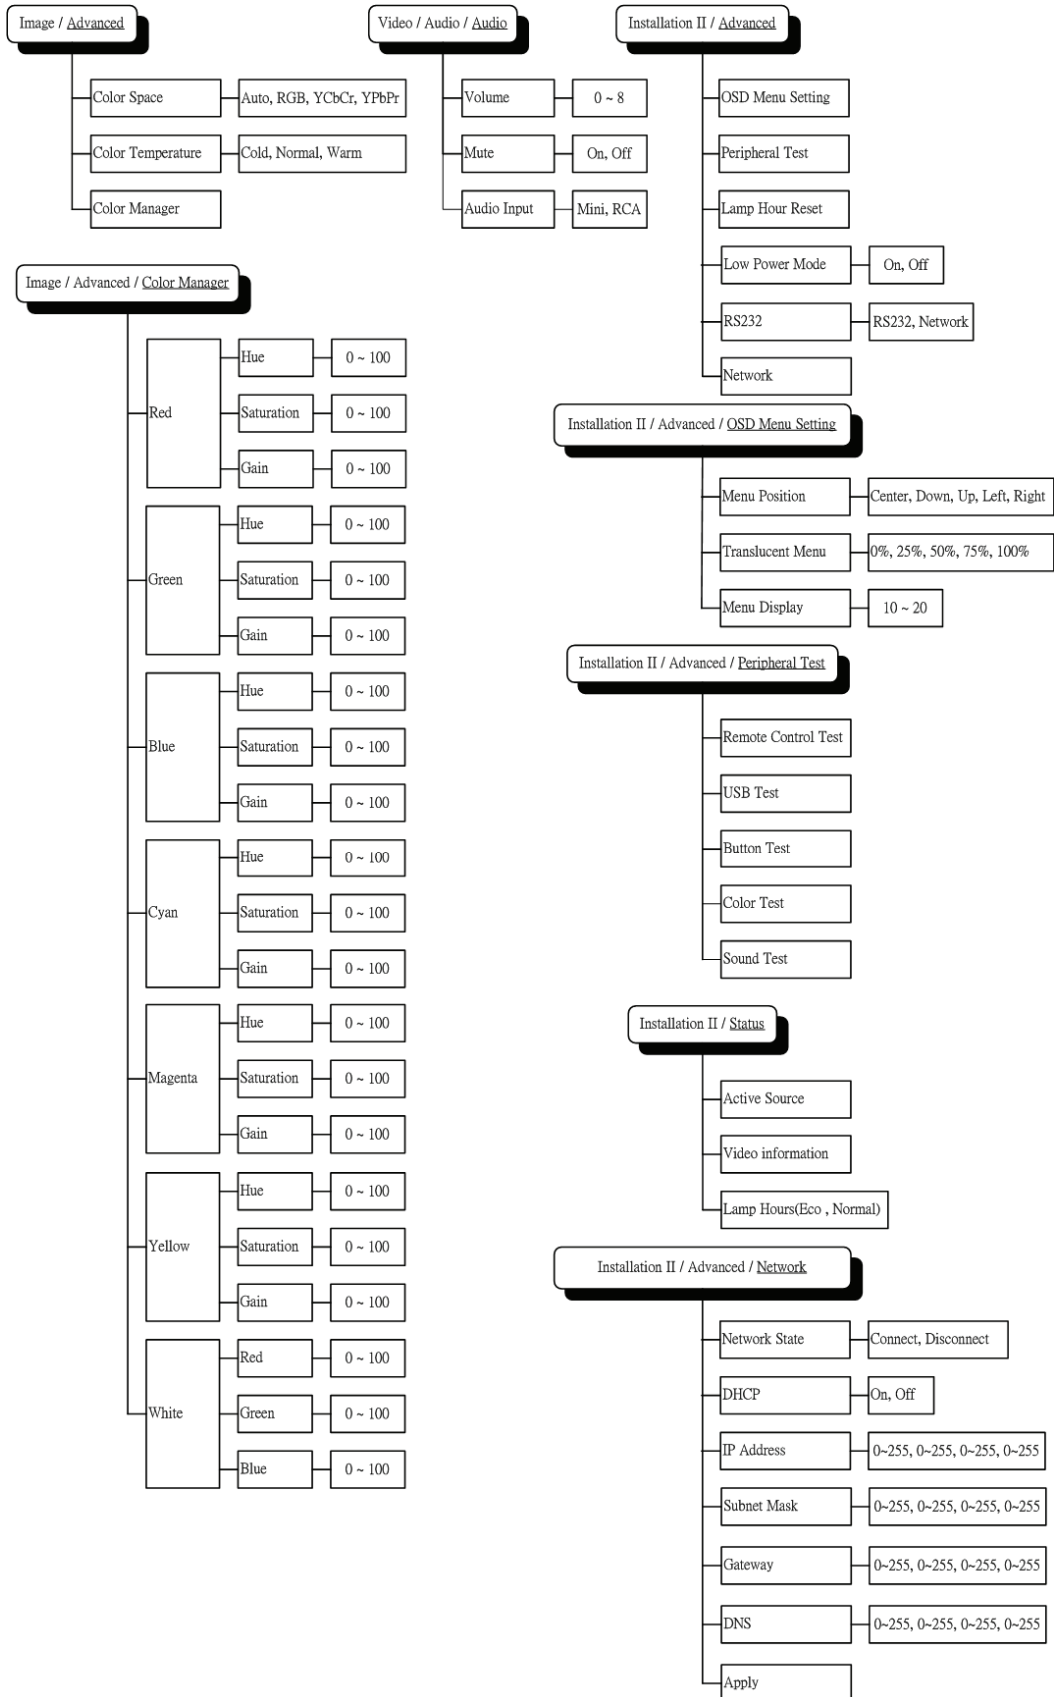 Image / Advanced
Color Space
Auto, RGB, YCbCr, YPbPr
Color Temperature
Cold, Normal, Warm
Color Manager
Video / Audio / Audio
Volume
0 ~ 8
Mute
On, Off
Audio Input
Mini, RCA
Installation II / Advanced
OSD Menu Setting
Peripheral Test
Lamp Hour Reset
Low Power Mode
On, Off
RS232
RS232, Network
Network
Image / Advanced / Color Manager
Red
Hue
0 ~ 100
Saturation
0 ~ 100
Gain
0 ~ 100
Green
Hue
0 ~ 100
Saturation
0 ~ 100
Gain
0 ~ 100
Blue
Hue
0 ~ 100
Saturation
0 ~ 100
Gain
0 ~ 100
Cyan
Hue
0 ~ 100
Saturation
0 ~ 100
Gain
0 ~ 100
Magenta
Hue
0 ~ 100
Saturation
0 ~ 100
Gain
0 ~ 100
Yellow
Hue
0 ~ 100
Saturation
0 ~ 100
Gain
0 ~ 100
White
Red
0 ~ 100
Green
0 ~ 100
Blue
0 ~ 100
Installation II / Advanced / OSD Menu Setting
Menu Position
Center, Down, Up, Left, Right
Translucent Menu
0%, 25%, 50%, 75%, 100%
Menu Display
10 ~ 20
Installation II / Advanced / Peripheral Test
Remote Control Test
USB Test
Button Test
Color Test
Sound Test
Installation II / Status
Active Source
Video information
Lamp Hours(Eco , Normal)
Installation II / Advanced / Network
Network State
Connect, Disconnect
DHCP
On, Off
IP Address
0~255, 0~255, 0~255, 0~255
Subnet Mask
0~255, 0~255, 0~255, 0~255
Gateway
0~255, 0~255, 0~255, 0~255
DNS
0~255, 0~255, 0~255, 0~255
Apply